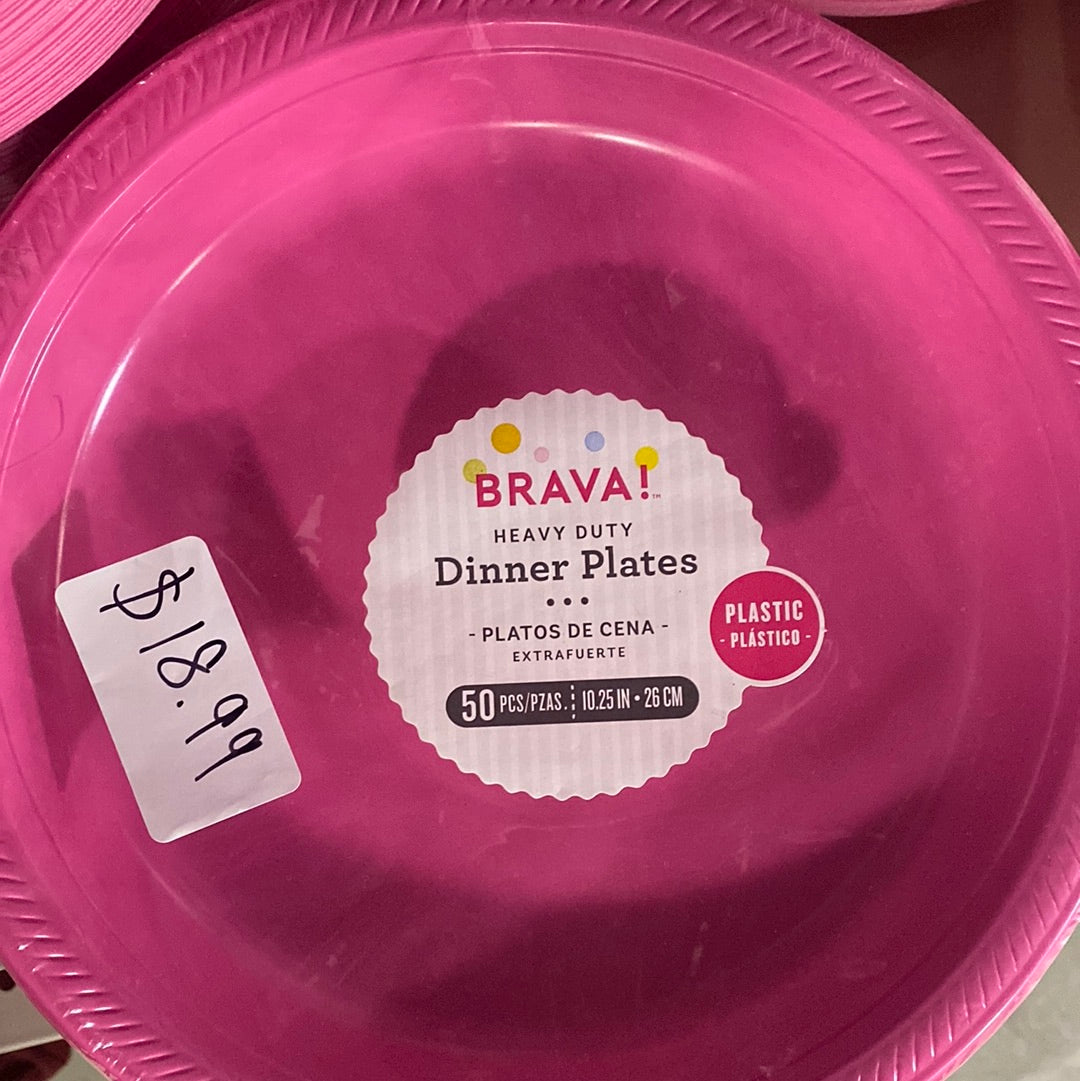 BRAVA!™
HEAVY DUTY
Dinner Plates
•••
- PLATOS DE CENA -
EXTRAFUERTE
50 PCS/PZAS. 10.25 IN • 26 CM
PLASTIC
- PLÁSTICO -
$18.99